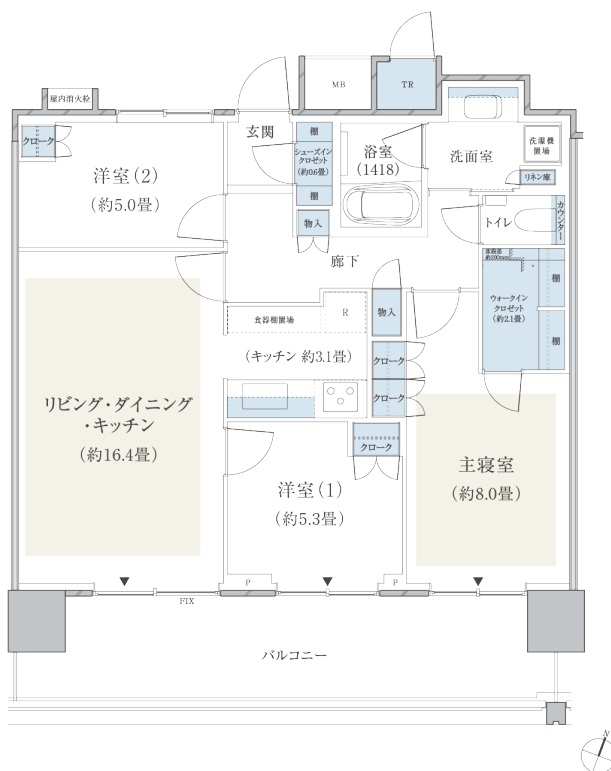 MB
TR
屋内消火栓
玄関
棚
シューズイン
クロゼット
(約0.6畳)
棚
浴室
(1418)
洗面室
洗濯機
置場
クローク
洋室(2)
(約5.0畳)
リネン庫
物入
トイレ
カウンター
廊下
棚
ウォークイン
クロゼット
(約2.1畳)
棚
食器棚置場
R
物入
(キッチン 約3.1畳)
クローク
クローク
リビング・ダイニング
・キッチン
(約16.4畳)
クローク
洋室(1)
(約5.3畳)
主寝室
(約8.0畳)
P
P
FIX
バルコニー
N